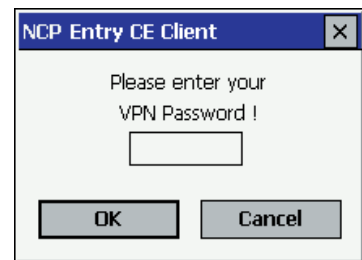 NCP Entry CE Client
Please enter your
VPN Password !
OK
Cancel